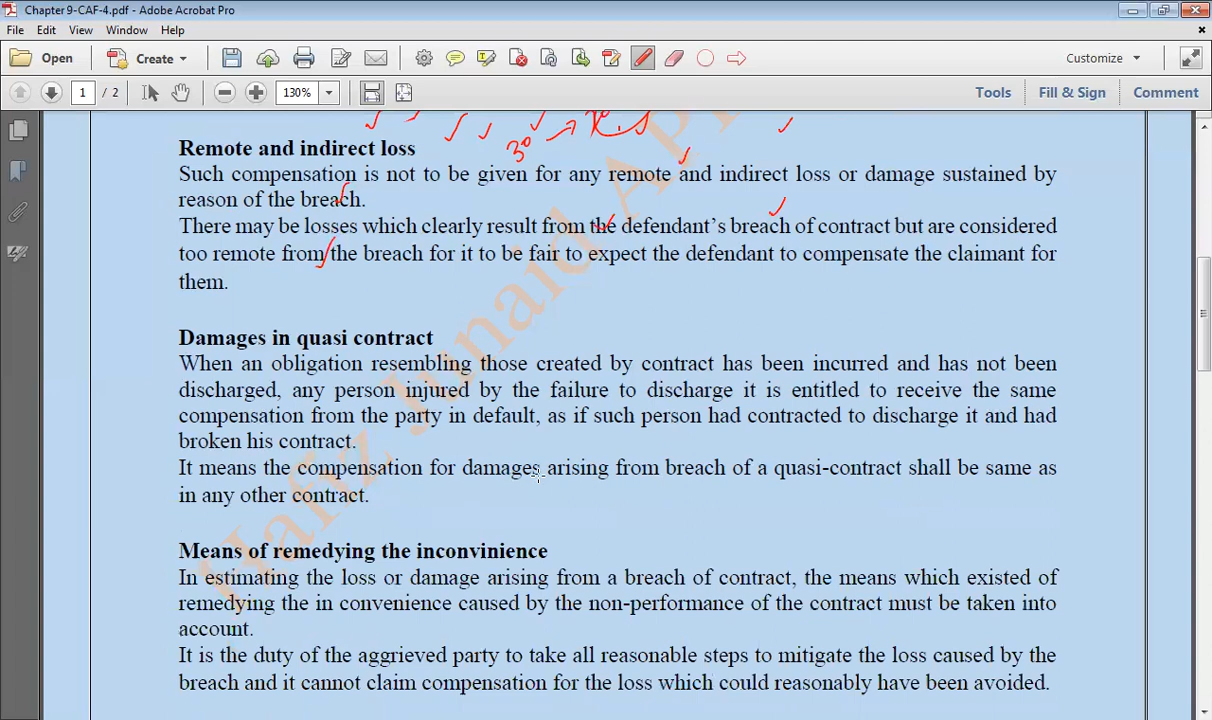 Chapter 9-CAF-4.pdf - Adobe Acrobat Pro
File Edit View Window Help
Open Create Customize
1 / 2 130% Tools Fill & Sign Comment
30
Remote and indirect loss
Such compensation is not to be given for any remote and indirect loss or damage sustained by
reason of the breach.
There may be losses which clearly result from the defendant's breach of contract but are considered
too remote from the breach for it to be fair to expect the defendant to compensate the claimant for
them.
Damages in quasi contract
When an obligation resembling those created by contract has been incurred and has not been
discharged, any person injured by the failure to discharge it is entitled to receive the same
compensation from the party in default, as if such person had contracted to discharge it and had
broken his contract.
It means the compensation for damages arising from breach of a quasi-contract shall be same as
in any other contract.
Means of remedying the inconvinience
In estimating the loss or damage arising from a breach of contract, the means which existed of
remedying the in convenience caused by the non-performance of the contract must be taken into
account.
It is the duty of the aggrieved party to take all reasonable steps to mitigate the loss caused by the
breach and it cannot claim compensation for the loss which could reasonably have been avoided.
Hafiz Junaid